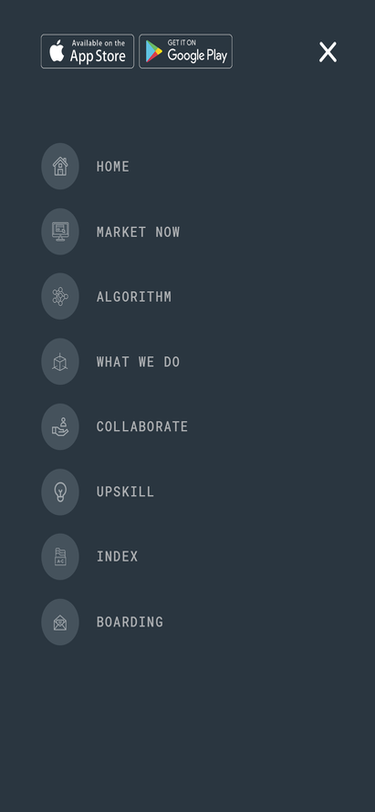 Available on the
App Store
GET IT ON
Google Play
HOME
MARKET NOW
ALGORITHM
WHAT WE DO
COLLABORATE
UPSKILL
INDEX
BOARDING